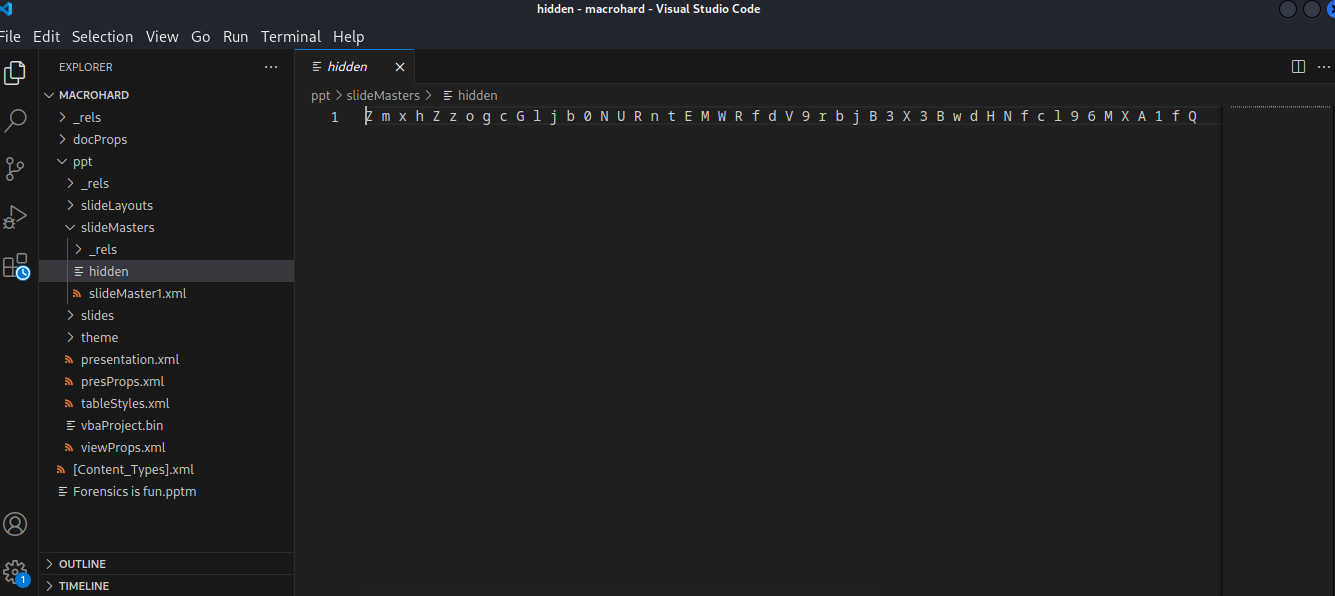 hidden - macrohard - Visual Studio Code
File Edit Selection View Go Run Terminal Help
EXPLORER
hidden
MACROHARD
ppt > slideMasters > hidden
_rels
1 Z m x h Z z o g c G l j b 0 N U R n t E M W R f d V 9 r b j B 3 X 3 B w d H N f c l 9 6 M X A 1 f Q
docProps
ppt
_rels
slideLayouts
slideMasters
_rels
hidden
slideMaster1.xml
slides
theme
presentation.xml
presProps.xml
tableStyles.xml
vbaProject.bin
viewProps.xml
[Content_Types].xml
Forensics is fun.pptm
1
OUTLINE
TIMELINE